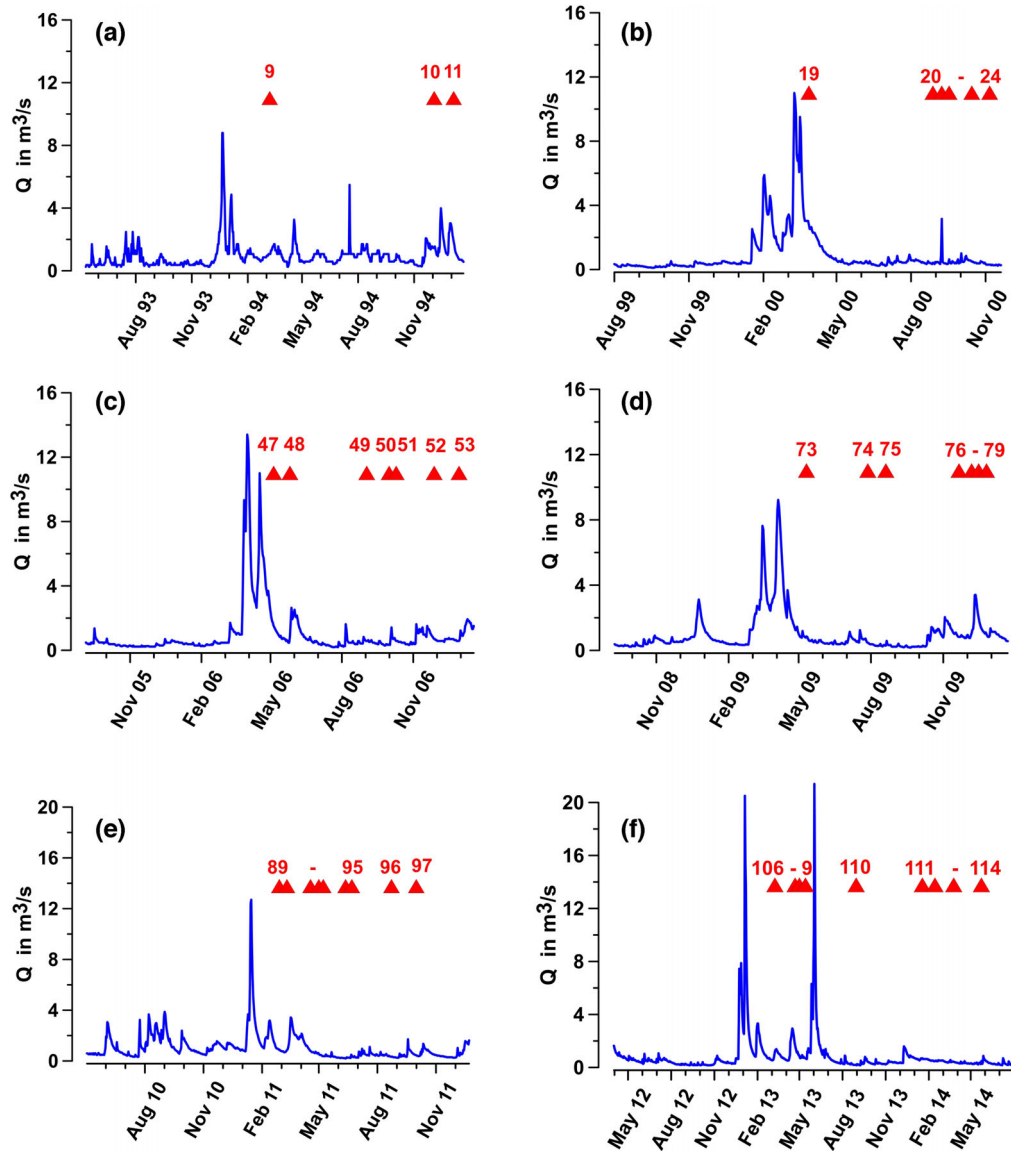 (a)
16
12
8
4
0
Q in m³/s
9
10 11
Aug 93
Nov 93
Feb 94
May 94
Aug 94
Nov 94
(b)
16
12
8
4
0
Q in m³/s
19
20 - 24
Aug 99
Nov 99
Feb 00
May 00
Aug 00
Nov 00
(c)
16
12
8
4
0
Q in m³/s
47 48 49 50 51 52 53
Nov 05
Feb 06
May 06
Aug 06
Nov 06
(d)
16
12
8
4
0
Q in m³/s
73 74 75 76 - 79
Nov 08
Feb 09
May 09
Aug 09
Nov 09
(e)
20
16
12
8
4
0
Q in m³/s
89 - 95 96 97
Aug 10
Nov 10
Feb 11
May 11
Aug 11
Nov 11
(f)
20
16
12
8
4
0
Q in m³/s
106 - 9 110 111 - 114
May 12
Aug 12
Nov 12
Feb 13
May 13
Aug 13
Nov 13
Feb 14
May 14